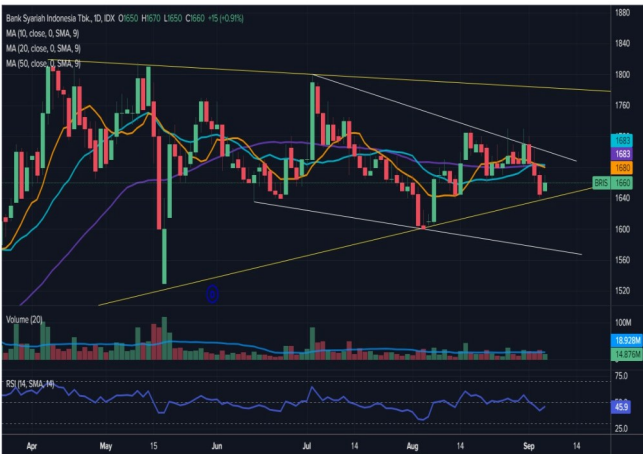 Bank Syariah Indonesia Tbk., 1D, IDX O1650 H1670 L1650 C1660 +15 (+0.91%)
MA (10, close, 0, SMA, 9)
MA (20, close, 0, SMA, 9)
MA (50, close, 0, SMA, 9)
1880
1840
1800
1760
1720
1683
1683
1680
BRIS 1660
1640
1600
1560
1520
Volume (20)
100M
18.928M
14.876M
RSI (14, SMA, 14)
75.0
45.9
25.0
Apr May 15 Jun Jul 14 Aug 14 Sep 14